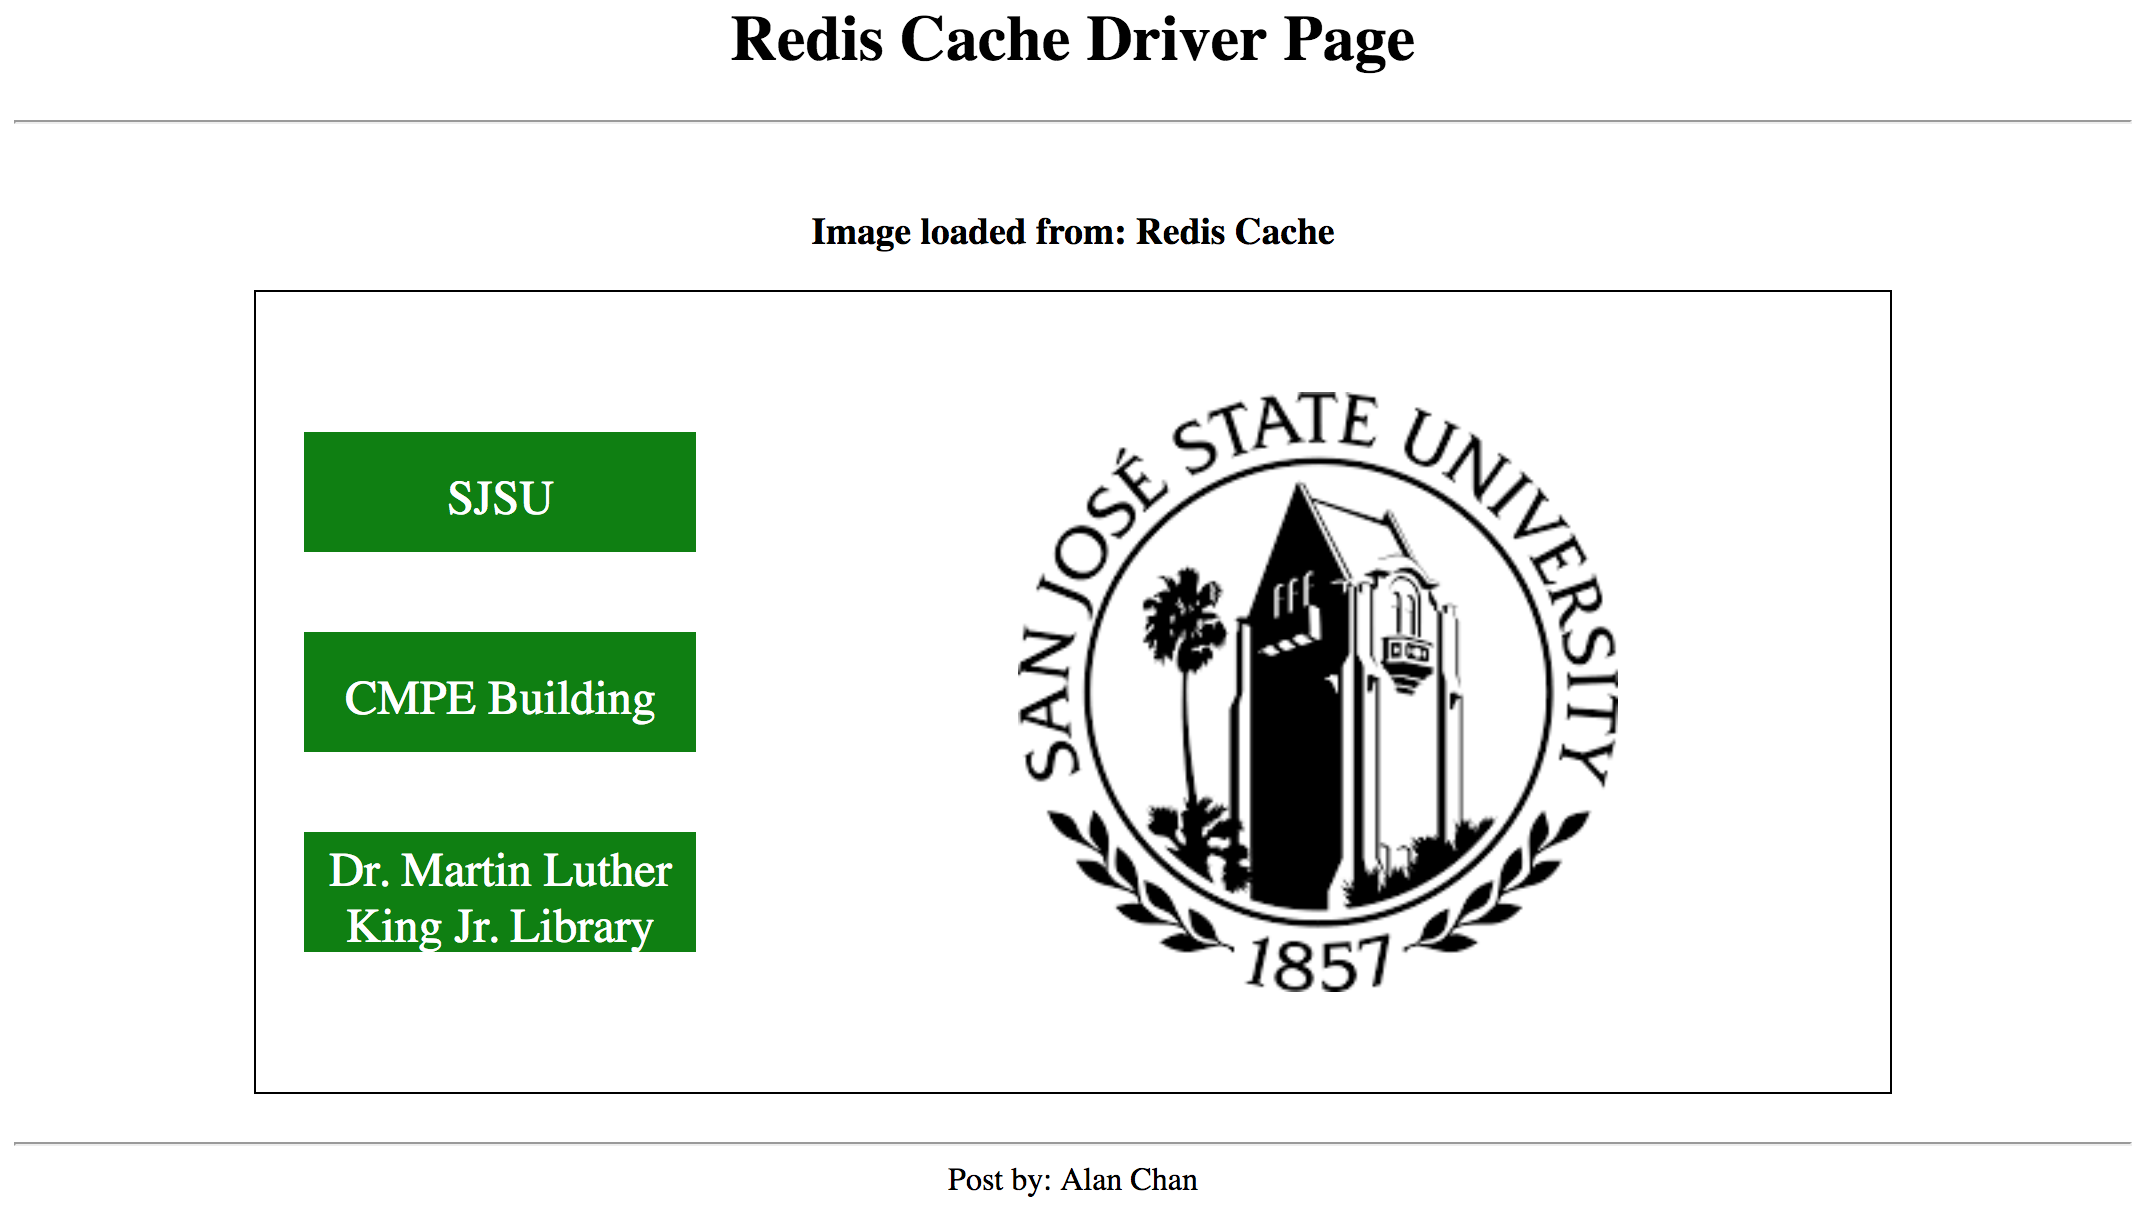 Redis Cache Driver Page
Image loaded from: Redis Cache
SJSU
CMPE Building
Dr. Martin Luther
King Jr. Library
SAN JOSÉ STATE UNIVERSITY
1857
Post by: Alan Chan